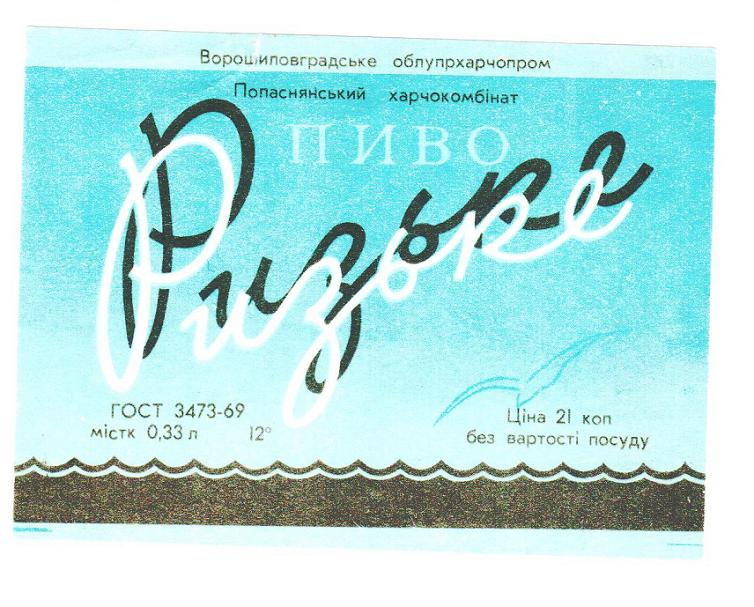 Ворошиловградське облупрхарчопром
Попаснянський харчокомбінат
ПИВО
Ризьке
ГОСТ 3473-69
містк 0,33 л 12°
Ціна 21 коп
без вартості посуду